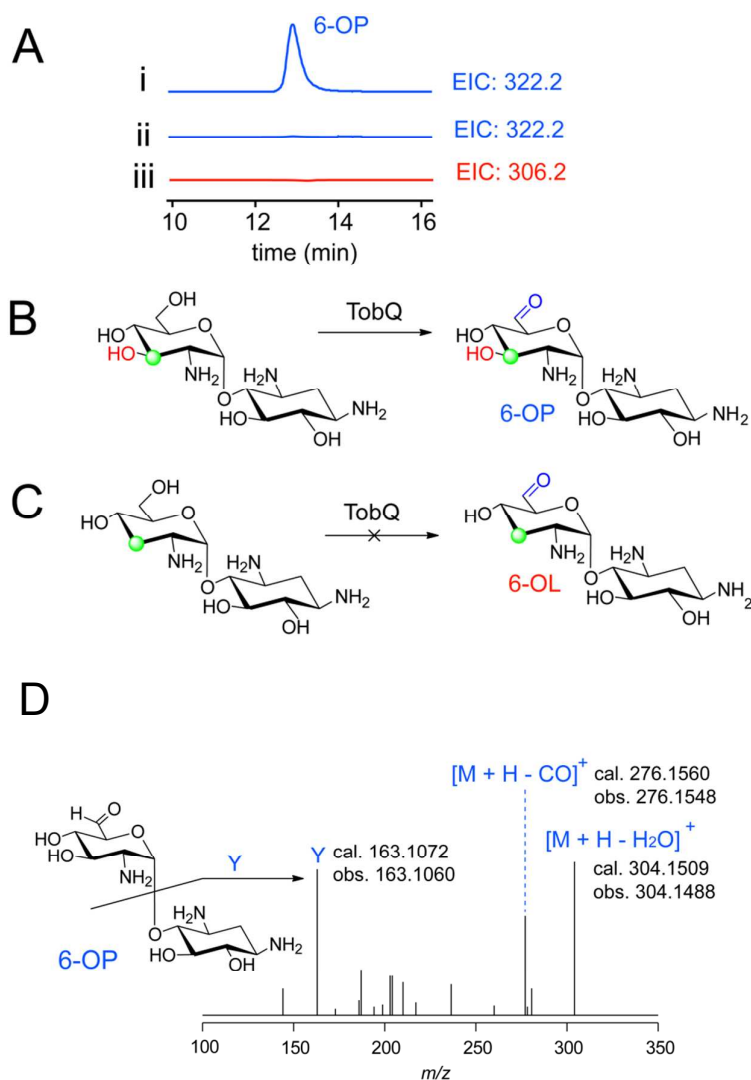 A
6-OP
i
EIC: 322.2
ii
EIC: 322.2
iii
EIC: 306.2
10 12 14 16
time (min)
B
OH
HO
O
HO
NH2
O
H2N
HO
OH
NH2
TobQ
O
HO
O
HO
NH2
O
H2N
HO
OH
NH2
6-OP
C
OH
HO
O
NH2
O
H2N
HO
OH
NH2
TobQ
×
O
HO
O
NH2
O
H2N
HO
OH
NH2
6-OL
D
[M + H - CO]+ cal. 276.1560
obs. 276.1548
H
O
HO
O
HO
NH2
Y
Y cal. 163.1072
obs. 163.1060
[M + H - H2O]+
cal. 304.1509
obs. 304.1488
O
H2N
HO
OH
NH2
6-OP
100 150 200 250 300 350
m/z